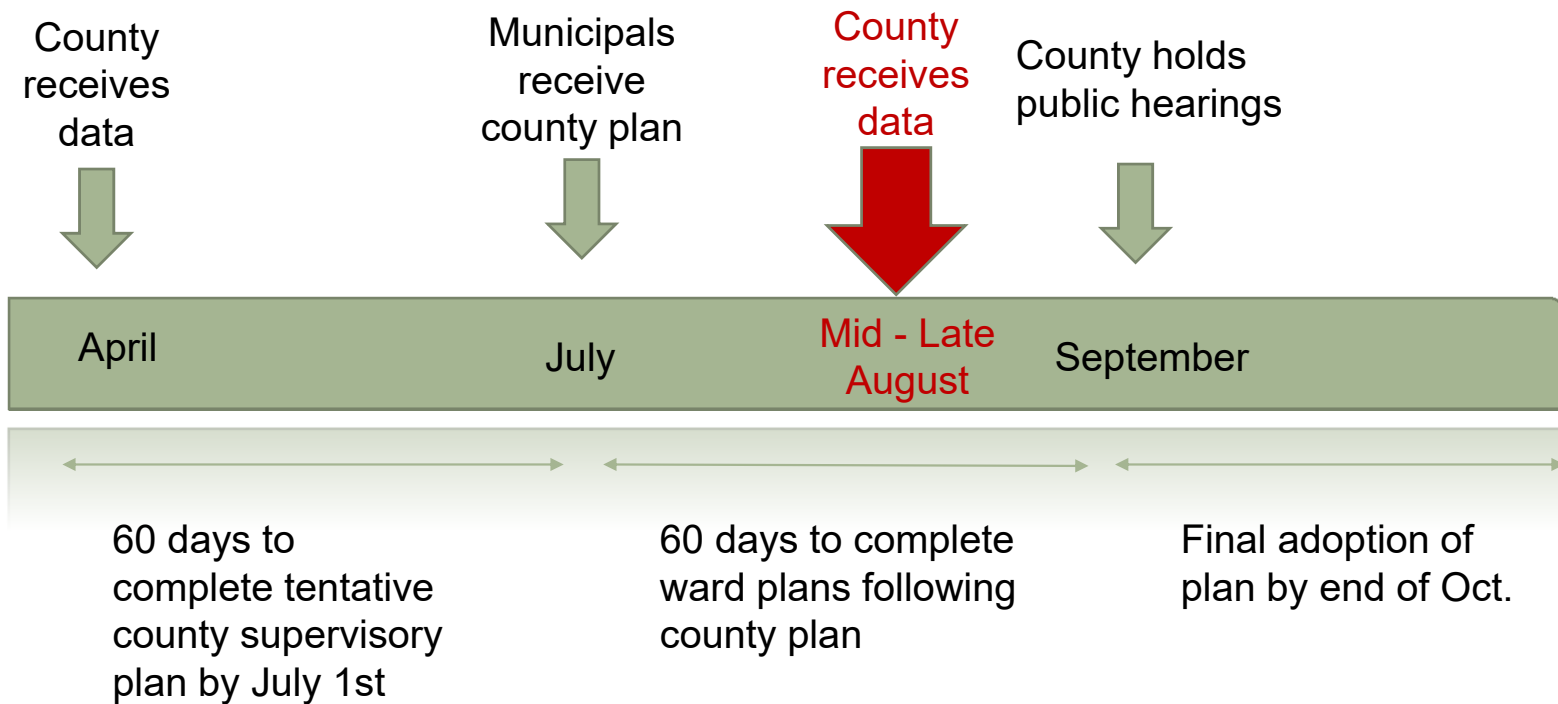 County
receives
data
Municipals
receive
county plan
County
receives
data
County holds
public hearings
April
July
Mid - Late
August
September
60 days to
complete tentative
county supervisory
plan by July 1st
60 days to complete
ward plans following
county plan
Final adoption of
plan by end of Oct.